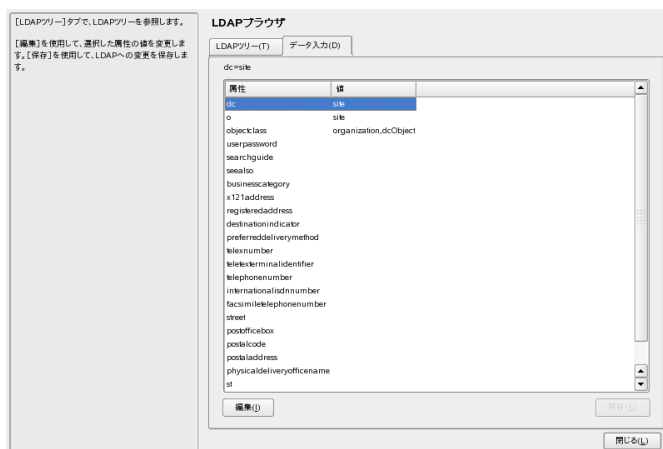 [LDAPツリー]タブで、LDAPツリーを参照します。
[編集]を使用して、選択した属性の値を変更しま
す。[保存]を使用して、LDAPへの変更を保存しま
す。
LDAPブラウザ
LDAPツリー(T) データ入力(D)
dc=site
属性 値
dc site
o site
objectclass organization,dcObject
userpassword
searchguide
seealso
businesscategory
x121address
registeredaddress
destinationindicator
preferreddeliverymethod
telexnumber
teletexterminalidentifier
telephonenumber
internationalisdnnumber
facsimiletelephonenumber
street
postofficebox
postalcode
postaladdress
physicaldeliveryofficename
st
編集(I) 保存(S)
閉じる(L)